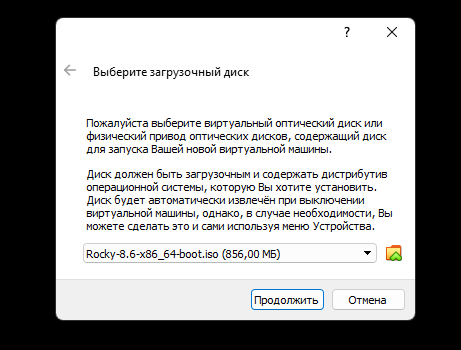 ?
Выберите загрузочный диск
Пожалуйста выберите виртуальный оптический диск или
физический привод оптических дисков, содержащий диск
для запуска Вашей новой виртуальной машины.
Диск должен быть загрузочным и содержать дистрибутив
операционной системы, которую Вы хотите установить.
Диск будет автоматически извлечён при выключении
виртуальной машины, однако, в случае необходимости, Вы
можете сделать это и сами используя меню Устройства.
Rocky-8.6-x86_64-boot.iso (856,00 МБ)
Продолжить Отмена